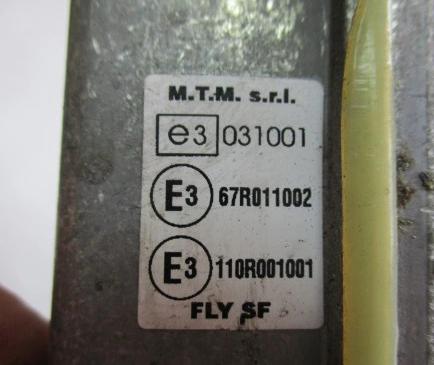 M.T.M. s.r.l.
e3 031001
E3 67R011002
E3 110R001001
FLY SF